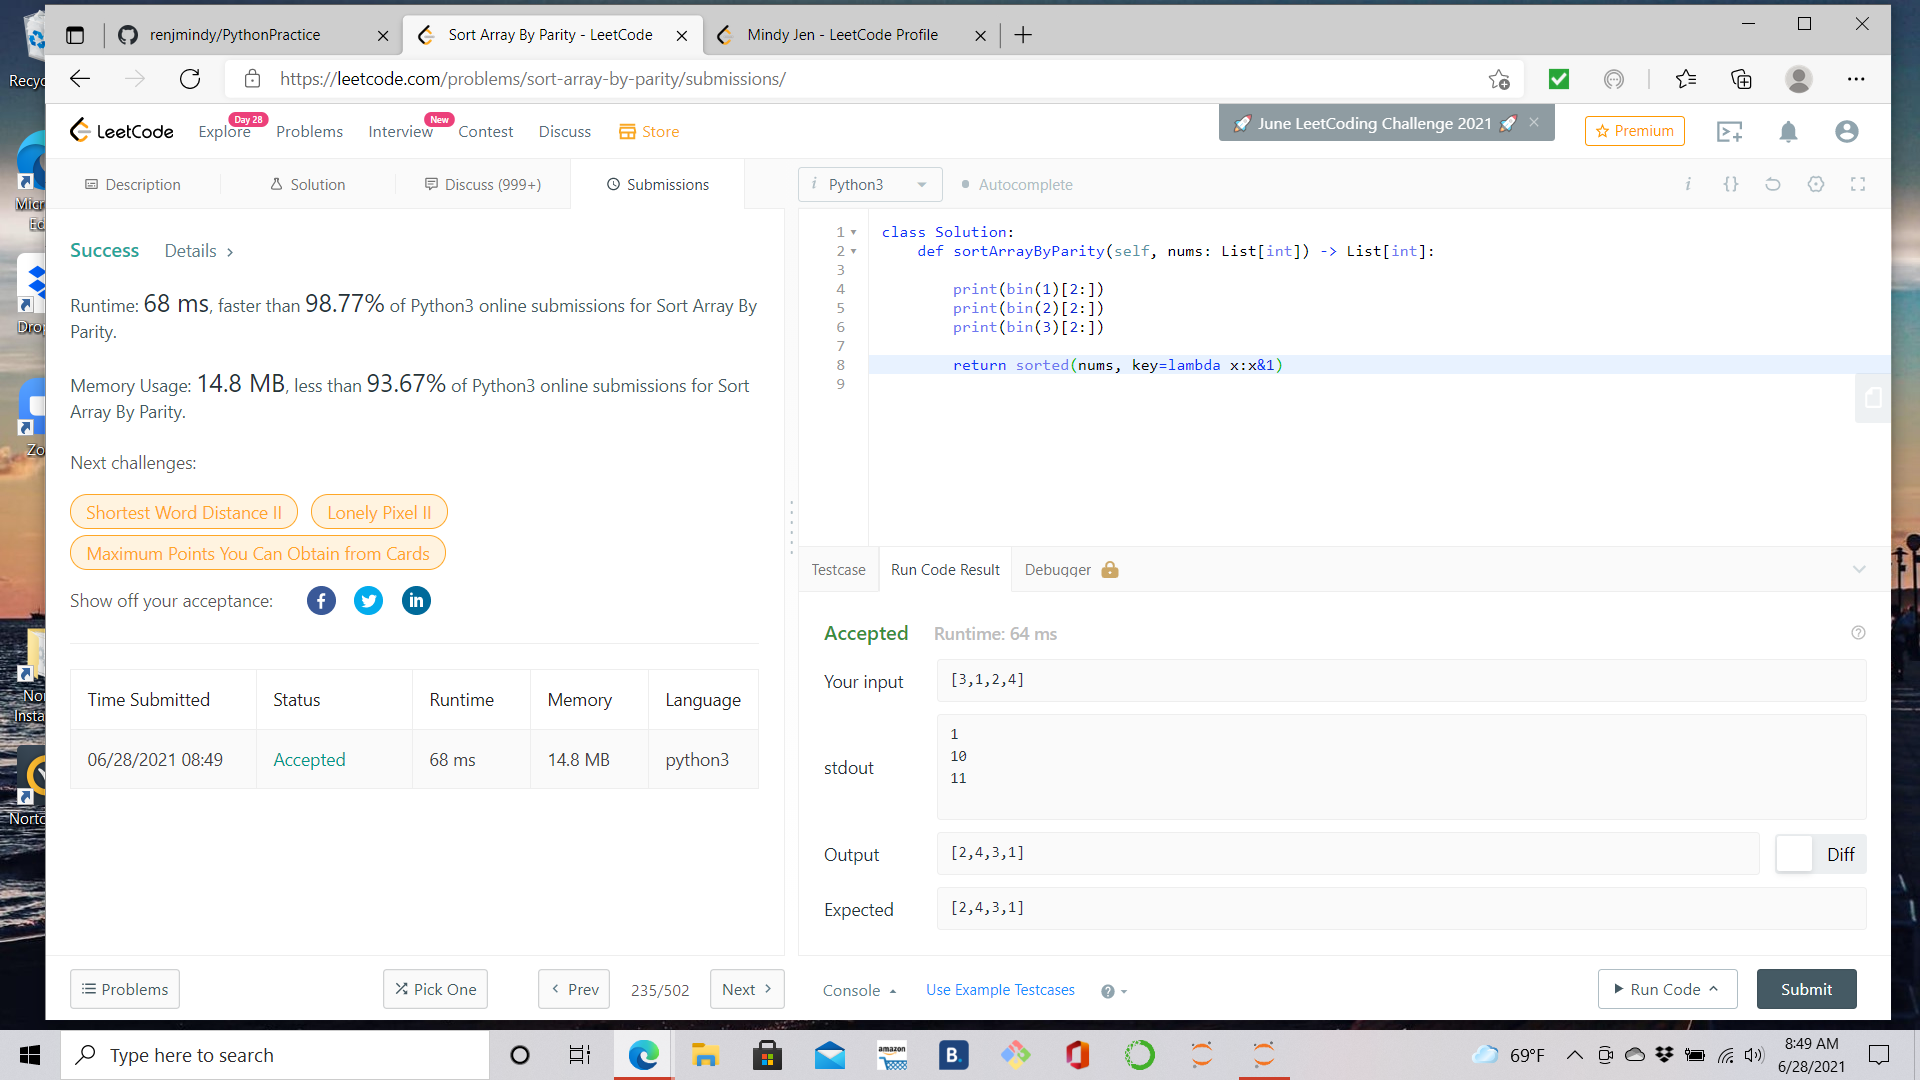 renjmindy/PythonPractice
Sort Array By Parity - LeetCode
Mindy Jen - LeetCode Profile
https://leetcode.com/problems/sort-array-by-parity/submissions/
LeetCode
Explore
Day 28
Problems
Interview
New
Contest
Discuss
Store
🚀 June LeetCoding Challenge 2021 🚀
Premium
Description
Solution
Discuss (999+)
Submissions
i Python3
Autocomplete
Success
Details
Runtime: 68 ms, faster than 98.77% of Python3 online submissions for Sort Array By
Parity.
Memory Usage: 14.8 MB, less than 93.67% of Python3 online submissions for Sort
Array By Parity.
Next challenges:
Shortest Word Distance II
Lonely Pixel II
Maximum Points You Can Obtain from Cards
Show off your acceptance:
Time Submitted Status Runtime Memory Language
06/28/2021 08:49 Accepted 68 ms 14.8 MB python3
1 class Solution:
2 def sortArrayByParity(self, nums: List[int]) -> List[int]:
3
4 print(bin(1)[2:])
5 print(bin(2)[2:])
6 print(bin(3)[2:])
7
8 return sorted(nums, key=lambda x:x&1)
9
Testcase
Run Code Result
Debugger
Accepted
Runtime: 64 ms
Your input
[3,1,2,4]
stdout
1
10
11
Output
[2,4,3,1]
Diff
Expected
[2,4,3,1]
Problems
Pick One
Prev
235/502
Next
Console
Use Example Testcases
Run Code
Submit
Recyc
Micr
Ed
Dro
Zo
No
Insta
Norto
Type here to search
amazon
B.
69°F
8:49 AM
6/28/2021